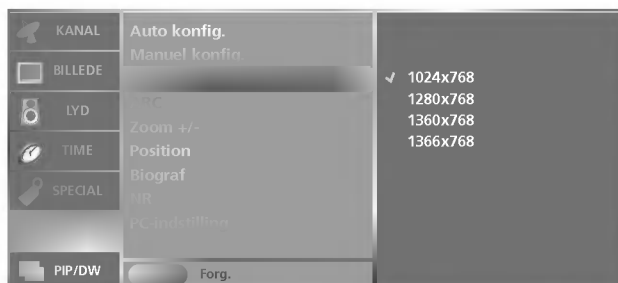 KANAL
BILLEDE
LYD
TIME
SPECIAL
PIP/DW
Auto konfig.
Manuel konfig.
Zoom +/-
Position
Biograf
NR
PC-indstilling
Forg.
✓ 1024x768
1280x768
1360x768
1366x768